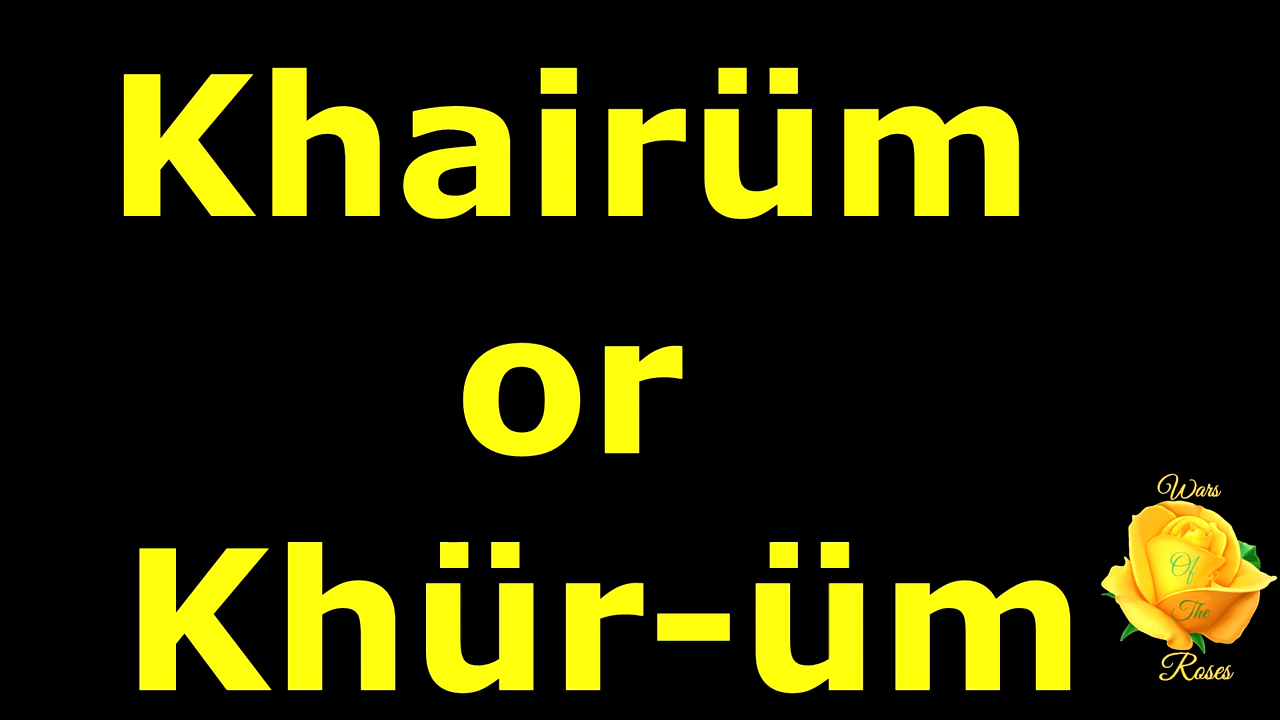 Khairüm
or
Khür-üm
Wars
Of
The
Roses